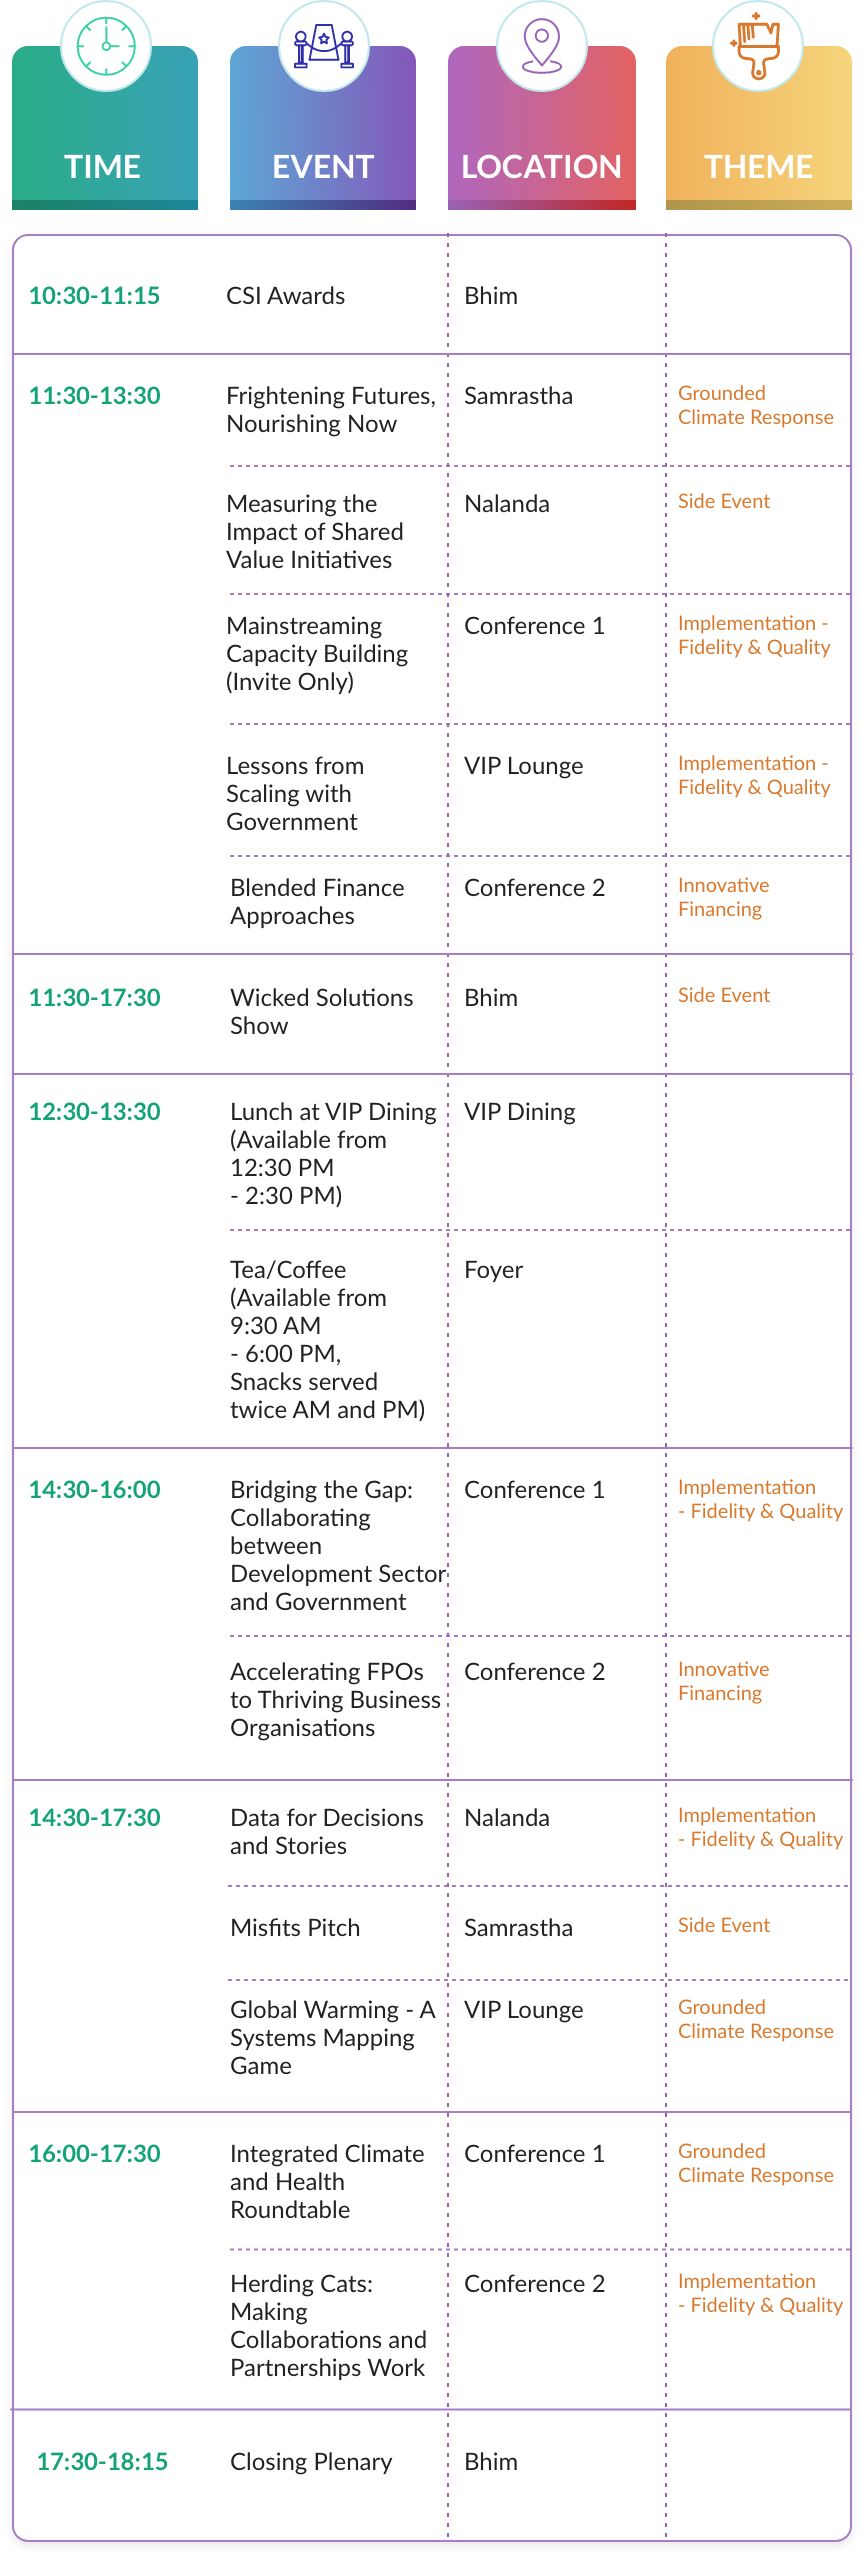 TIME
EVENT
LOCATION
THEME
10:30-11:15
CSI Awards
Bhim
11:30-13:30
Frightening Futures,
Nourishing Now
Samrastha
Grounded
Climate Response
Measuring the
Impact of Shared
Value Initiatives
Nalanda
Side Event
Mainstreaming
Capacity Building
(Invite Only)
Conference 1
Implementation -
Fidelity & Quality
Lessons from
Scaling with
Government
VIP Lounge
Implementation -
Fidelity & Quality
Blended Finance
Approaches
Conference 2
Innovative
Financing
11:30-17:30
Wicked Solutions
Show
Bhim
Side Event
12:30-13:30
Lunch at VIP Dining
(Available from
12:30 PM
- 2:30 PM)
VIP Dining
Tea/Coffee
(Available from
9:30 AM
- 6:00 PM,
Snacks served
twice AM and PM)
Foyer
14:30-16:00
Bridging the Gap:
Collaborating
between
Development Sector
and Government
Conference 1
Implementation
- Fidelity & Quality
Accelerating FPOs
to Thriving Business
Organisations
Conference 2
Innovative
Financing
14:30-17:30
Data for Decisions
and Stories
Nalanda
Implementation
- Fidelity & Quality
Misfits Pitch
Samrastha
Side Event
Global Warming - A
Systems Mapping
Game
VIP Lounge
Grounded
Climate Response
16:00-17:30
Integrated Climate
and Health
Roundtable
Conference 1
Grounded
Climate Response
Herding Cats:
Making
Collaborations and
Partnerships Work
Conference 2
Implementation
- Fidelity & Quality
17:30-18:15
Closing Plenary
Bhim